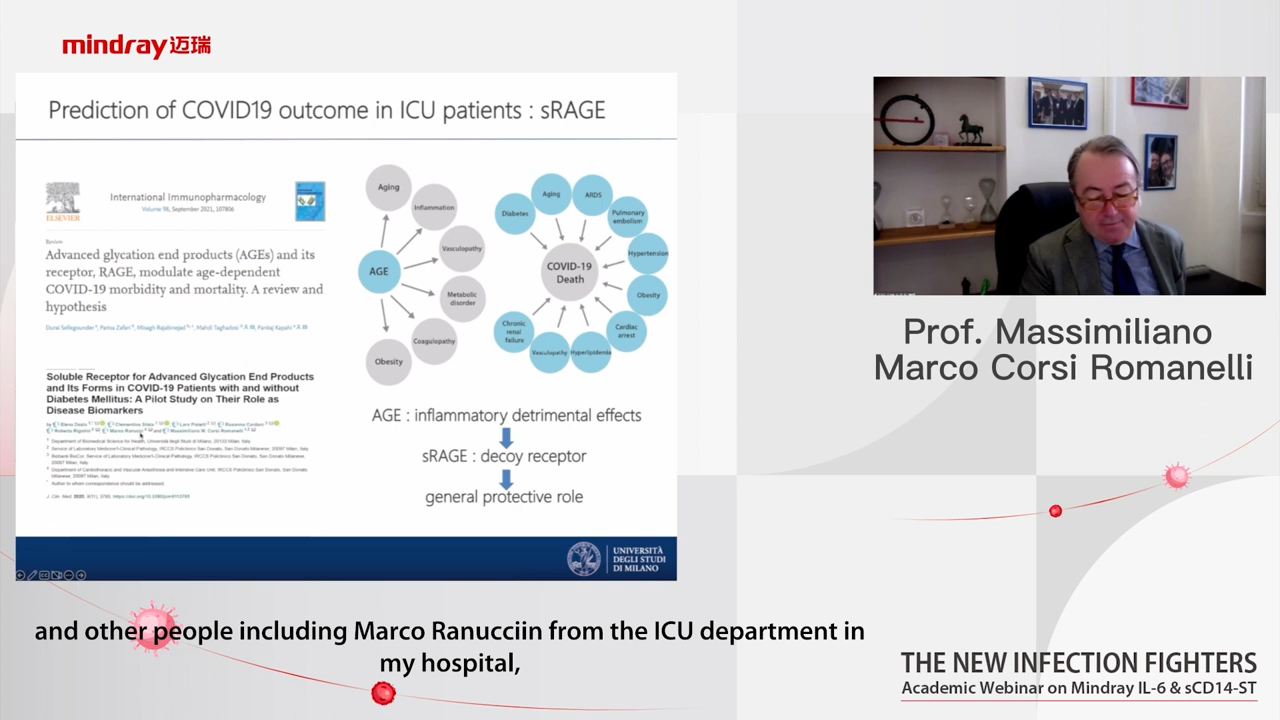 mindray迈瑞
Prediction of COVID19 outcome in ICU patients : sRAGE
ELSEVIER
International Immunopharmacology
Volume 98, September 2021, 107806
Review
Advanced glycation end products (AGEs) and its
receptor, RAGE, modulate age-dependent
COVID-19 morbidity and mortality. A review and
hypothesis
Soluble Receptor for Advanced Glycation End Products
and Its Forms in COVID-19 Patients with and without
Diabetes Mellitus: A Pilot Study on Their Role as
Disease Biomarkers
Aging
Inflammation
Vasculopathy
AGE
Metabolic
disorder
Coagulopathy
Obesity
Aging
ARDS
Diabetes
Pulmonary
embolism
Hypertension
COVID-19
Death
Obesity
Chronic
renal
failure
Cardiac
arrest
Vasculopathy
Hyperlipidemia
AGE : inflammatory detrimental effects
sRAGE : decoy receptor
general protective role
UNIVERSITÀ
DEGLI STUDI
DI MILANO
Prof. Massimiliano
Marco Corsi Romanelli
and other people including Marco Ranucciin from the ICU department in
my hospital,
THE NEW INFECTION FIGHTERS
Academic Webinar on Mindray IL-6 & sCD14-ST